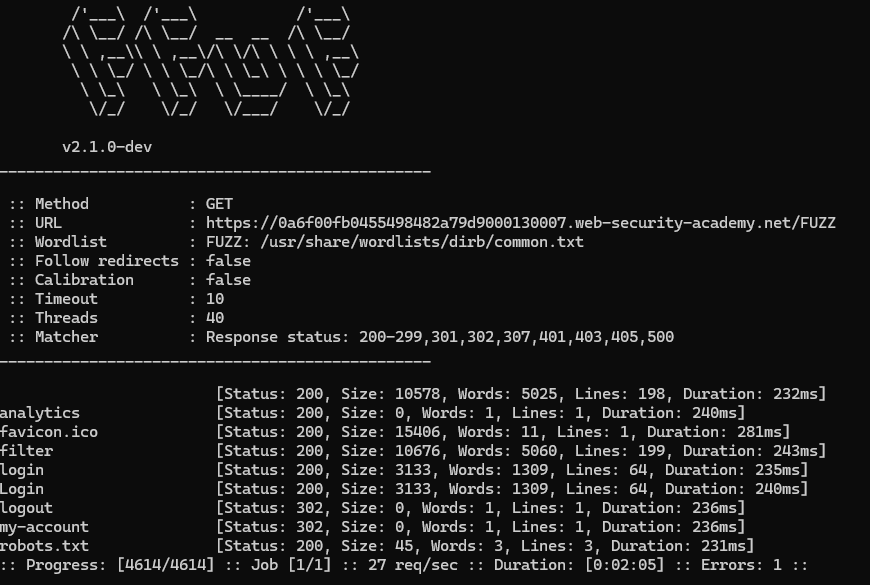 /'___\  /'___\           /'___\
       /\ \__/ /\ \__/  __  __  /\ \__/
       \ \ ,__\\ \ ,__\/\ \/\ \ \ \ ,__\
        \ \ \_/ \ \ \_/\ \ \_\ \ \ \ \_/
         \ \_\   \ \_\  \ \____/  \ \_\
          \/_/    \/_/   \/___/    \/_/

       v2.1.0-dev
________________________________________________

 :: Method           : GET
 :: URL              : https://0a6f00fb0455498482a79d9000130007.web-security-academy.net/FUZZ
 :: Wordlist         : FUZZ: /usr/share/wordlists/dirb/common.txt
 :: Follow redirects : false
 :: Calibration      : false
 :: Timeout          : 10
 :: Threads          : 40
 :: Matcher          : Response status: 200-299,301,302,307,401,403,405,500
________________________________________________

                        [Status: 200, Size: 10578, Words: 5025, Lines: 198, Duration: 232ms]
analytics               [Status: 200, Size: 0, Words: 1, Lines: 1, Duration: 240ms]
favicon.ico             [Status: 200, Size: 15406, Words: 11, Lines: 1, Duration: 281ms]
filter                  [Status: 200, Size: 10676, Words: 5060, Lines: 199, Duration: 243ms]
login                   [Status: 200, Size: 3133, Words: 1309, Lines: 64, Duration: 235ms]
Login                   [Status: 200, Size: 3133, Words: 1309, Lines: 64, Duration: 240ms]
logout                  [Status: 302, Size: 0, Words: 1, Lines: 1, Duration: 236ms]
my-account              [Status: 302, Size: 0, Words: 1, Lines: 1, Duration: 236ms]
robots.txt              [Status: 200, Size: 45, Words: 3, Lines: 3, Duration: 231ms]
:: Progress: [4614/4614] :: Job [1/1] :: 27 req/sec :: Duration: [0:02:05] :: Errors: 1 ::